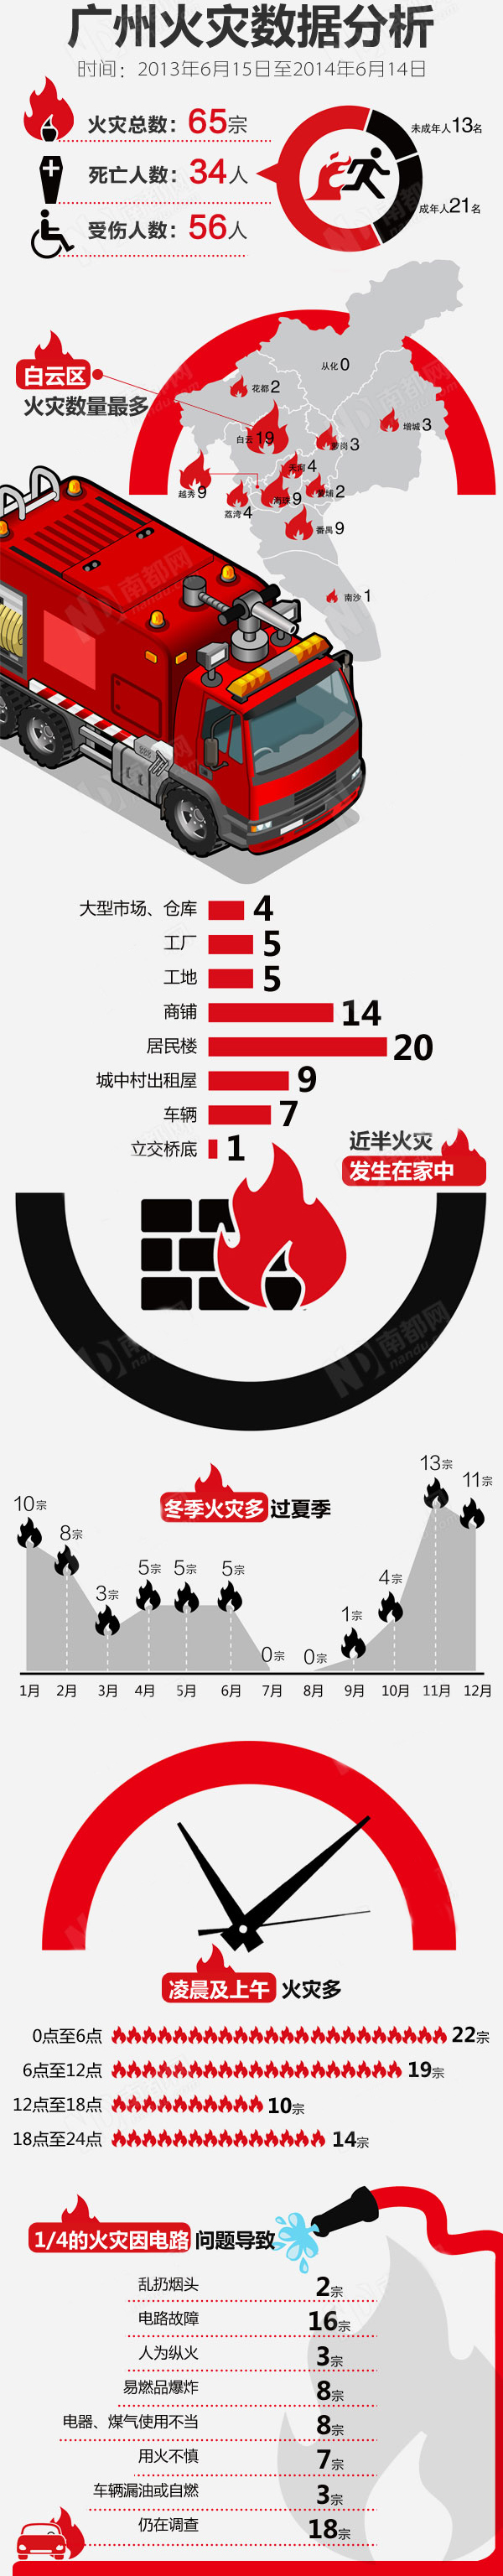 广州火灾数据分析
时间：2013年6月15日至2014年6月14日
火灾总数：65宗
死亡人数：34人
受伤人数：56人
未成年人13名
成年人21名
白云区
火灾数量最多
从化0
花都2
增城3
白云19
萝岗3
天河4
越秀9
海珠9
黄埔2
荔湾4
番禺9
南沙1
大型市场、仓库 4
工厂 5
工地 5
商铺 14
居民楼 20
城中村出租屋 9
车辆 7
立交桥底 1
近半火灾
发生在家中
冬季火灾多 过夏季
10宗 8宗 3宗 5宗 5宗 5宗 0宗 0宗 1宗 4宗 13宗 11宗
1月 2月 3月 4月 5月 6月 7月 8月 9月 10月 11月 12月
凌晨及上午 火灾多
0点至6点 22宗
6点至12点 19宗
12点至18点 10宗
18点至24点 14宗
1/4的火灾因电路 问题导致
乱扔烟头 2宗
电路故障 16宗
人为纵火 3宗
易燃品爆炸 8宗
电器、煤气使用不当 8宗
用火不慎 7宗
车辆漏油或自燃 3宗
仍在调查 18宗